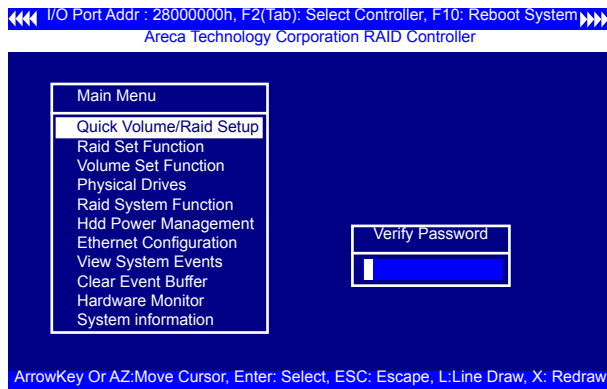 I/O Port Addr : 28000000h, F2(Tab): Select Controller, F10: Reboot System
Areca Technology Corporation RAID Controller
Main Menu
Quick Volume/Raid Setup
Raid Set Function
Volume Set Function
Physical Drives
Raid System Function
Hdd Power Management
Ethernet Configuration
View System Events
Clear Event Buffer
Hardware Monitor
System information
Verify Password
ArrowKey Or AZ:Move Cursor, Enter: Select, ESC: Escape, L:Line Draw, X: Redraw